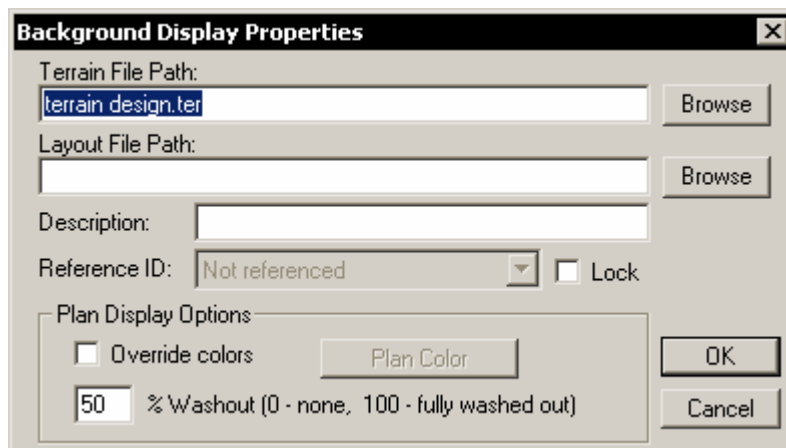 Background Display Properties
Terrain File Path:
terrain design.ter
Browse
Layout File Path:
Browse
Description:
Reference ID: Not referenced Lock
Plan Display Options
Override colors Plan Color
OK
50 % Washout (0 - none, 100 - fully washed out)
Cancel